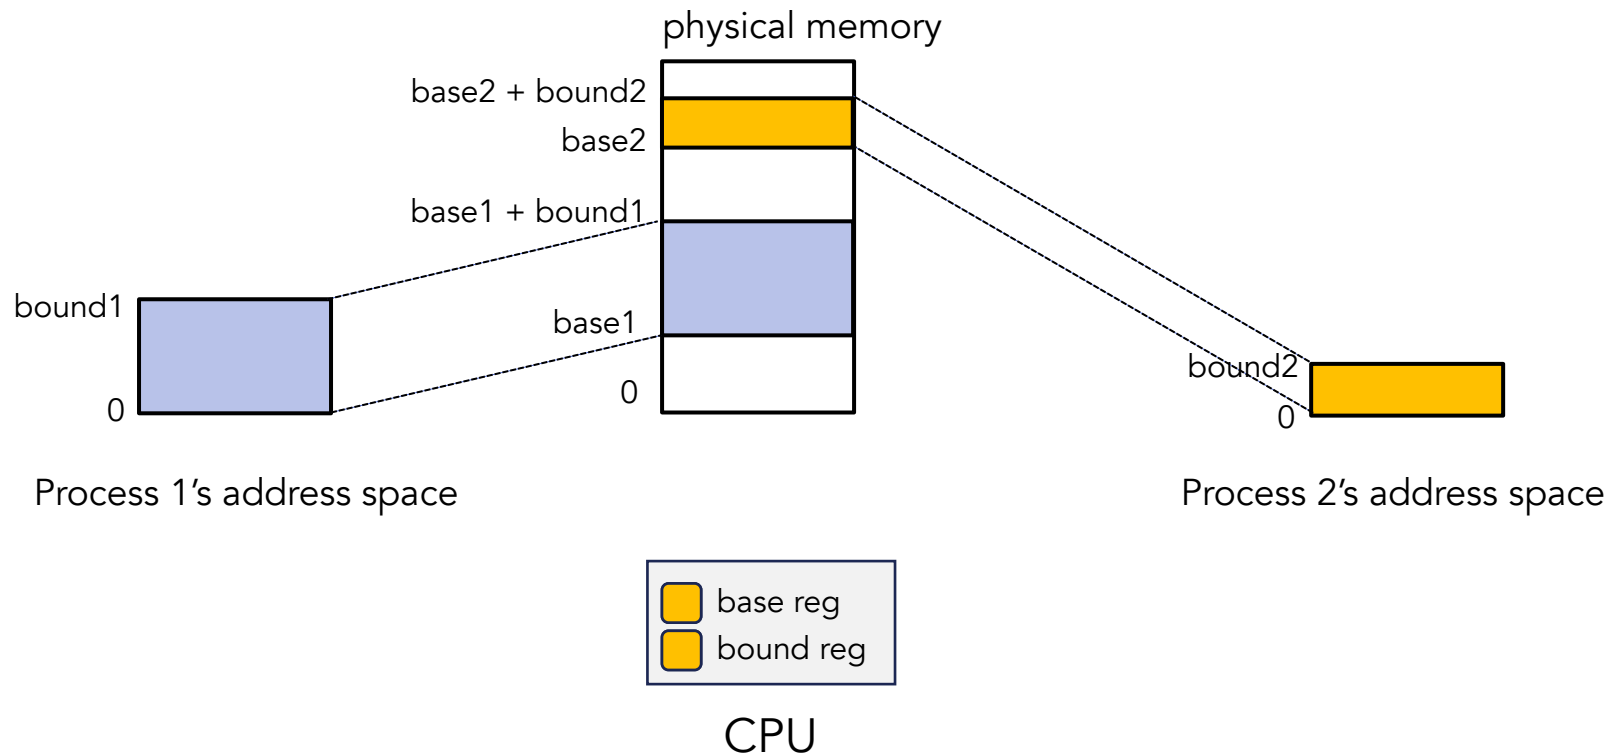 physical memory
base2 + bound2
base2
base1 + bound1
bound1
base1
bound2
0
0
0
Process 1’s address space
Process 2’s address space
base reg
bound reg
CPU